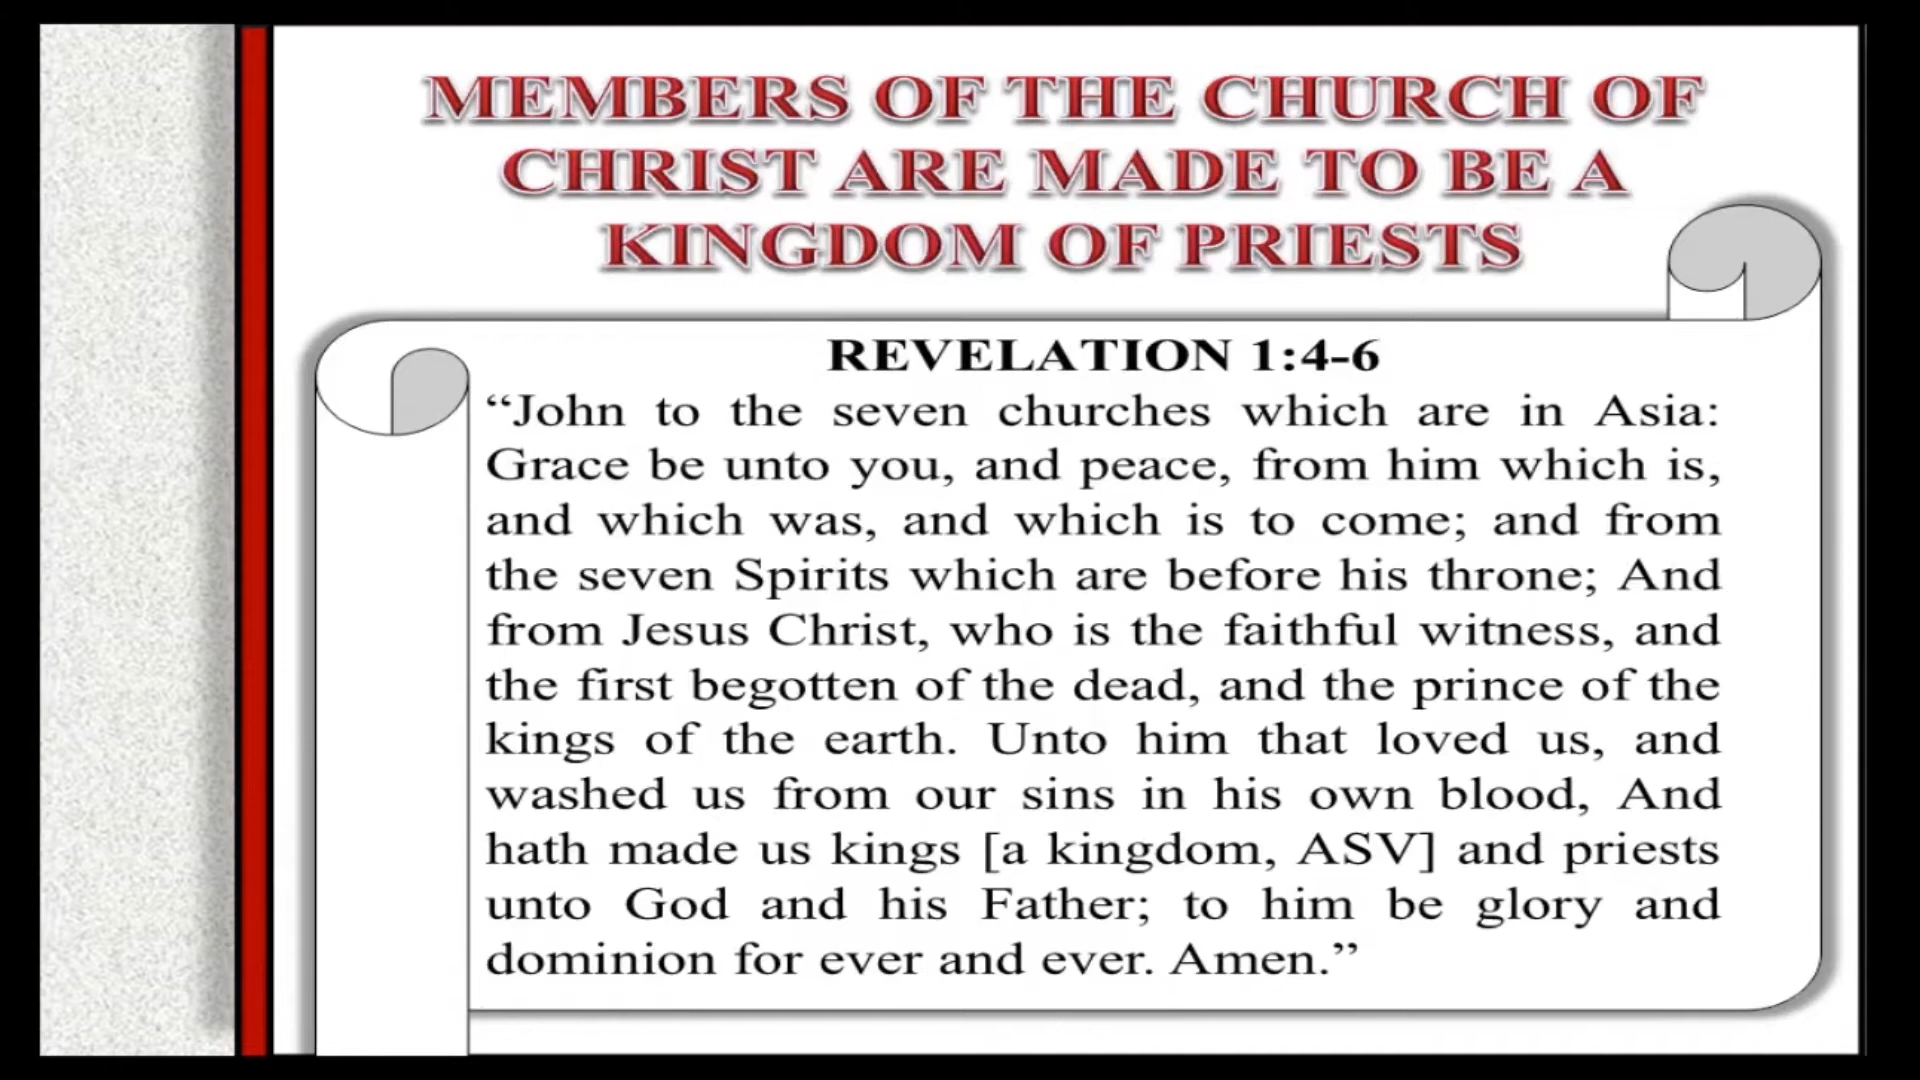 MEMBERS OF THE CHURCH OF
CHRIST ARE MADE TO BE A
KINGDOM OF PRIESTS
REVELATION 1:4-6
“John to the seven churches which are in Asia:
Grace be unto you, and peace, from him which is,
and which was, and which is to come; and from
the seven Spirits which are before his throne; And
from Jesus Christ, who is the faithful witness, and
the first begotten of the dead, and the prince of the
kings of the earth. Unto him that loved us, and
washed us from our sins in his own blood, And
hath made us kings [a kingdom, ASV] and priests
unto God and his Father; to him be glory and
dominion for ever and ever. Amen.”